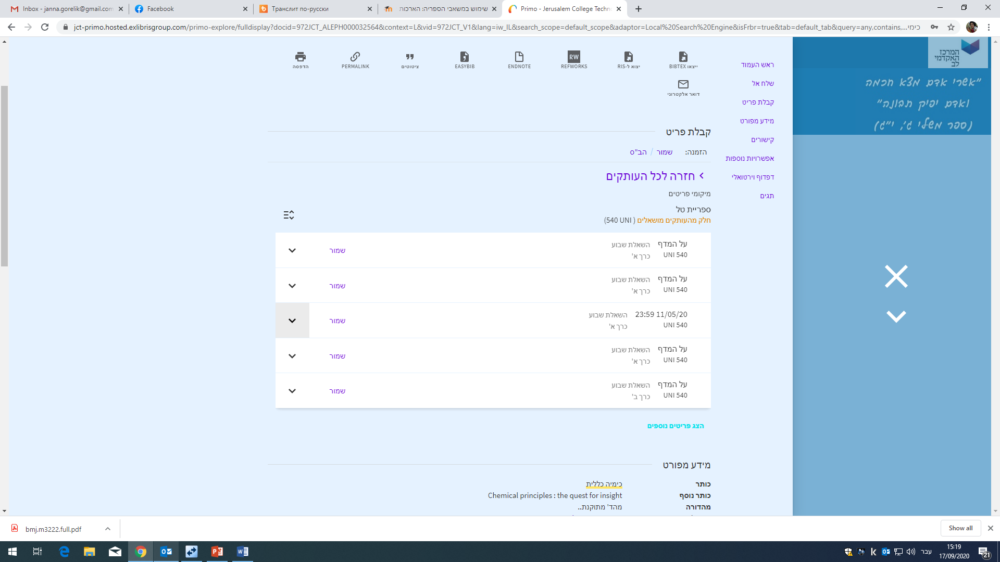 Inbox - janna.gorelik@gmail.com
Facebook
Транслит по-русски
שימוש במשאבי הספריה: הארכות
Primo - Jerusalem College Techn
jct-primo.hosted.exlibrisgroup.com/primo-explore/fulldisplay?docid=972JCT_ALEPH000032564&context=L&vid=972JCT_V1&lang=iw_IL&search_scope=default_scope&adaptor=Local%20Search%20Engine&isFrbr=true&tab=default_tab&query=any,contains,...כימי
המרכז
האקדמי
לב
"אשרי אדם מצא חכמה
ואדם יפיק תבונה"
(ספר משלי ג', י"ג)
ראש העמוד
שלח אל
קבלת פריט
מידע מפורט
קישורים
אפשרויות נוספות
דפדוף וירטואלי
תגים
ייצאו BIBTEX
יצוא ל-RIS
RW
REFWORKS
ENDNOTE
EASYBIB
ציטוטים
PERMALINK
הדפסה
דואר אלקטרוני
קבלת פריט
הזמנה: שמור / הב"ס
חזרה לכל העותקים
מיקומי פריטים
ספריית טל
חלק מהעותקים מושאלים (540 UNI )
על המדף השאלת שבוע שמור
UNI 540 כרך א'
על המדף השאלת שבוע שמור
UNI 540 כרך א'
23:59 11/05/20 השאלת שבוע שמור
UNI 540 כרך א'
על המדף השאלת שבוע שמור
UNI 540 כרך א'
על המדף השאלת שבוע שמור
UNI 540 כרך ב'
הצג פריטים נוספים
מידע מפורט
כותר כימיה כללית
כותר נוסף Chemical principles : the quest for insight
מהדורה מהד' מתוקנת..
bmj.m3222.full.pdf
Show all
עבר
15:19
17/09/2020
21